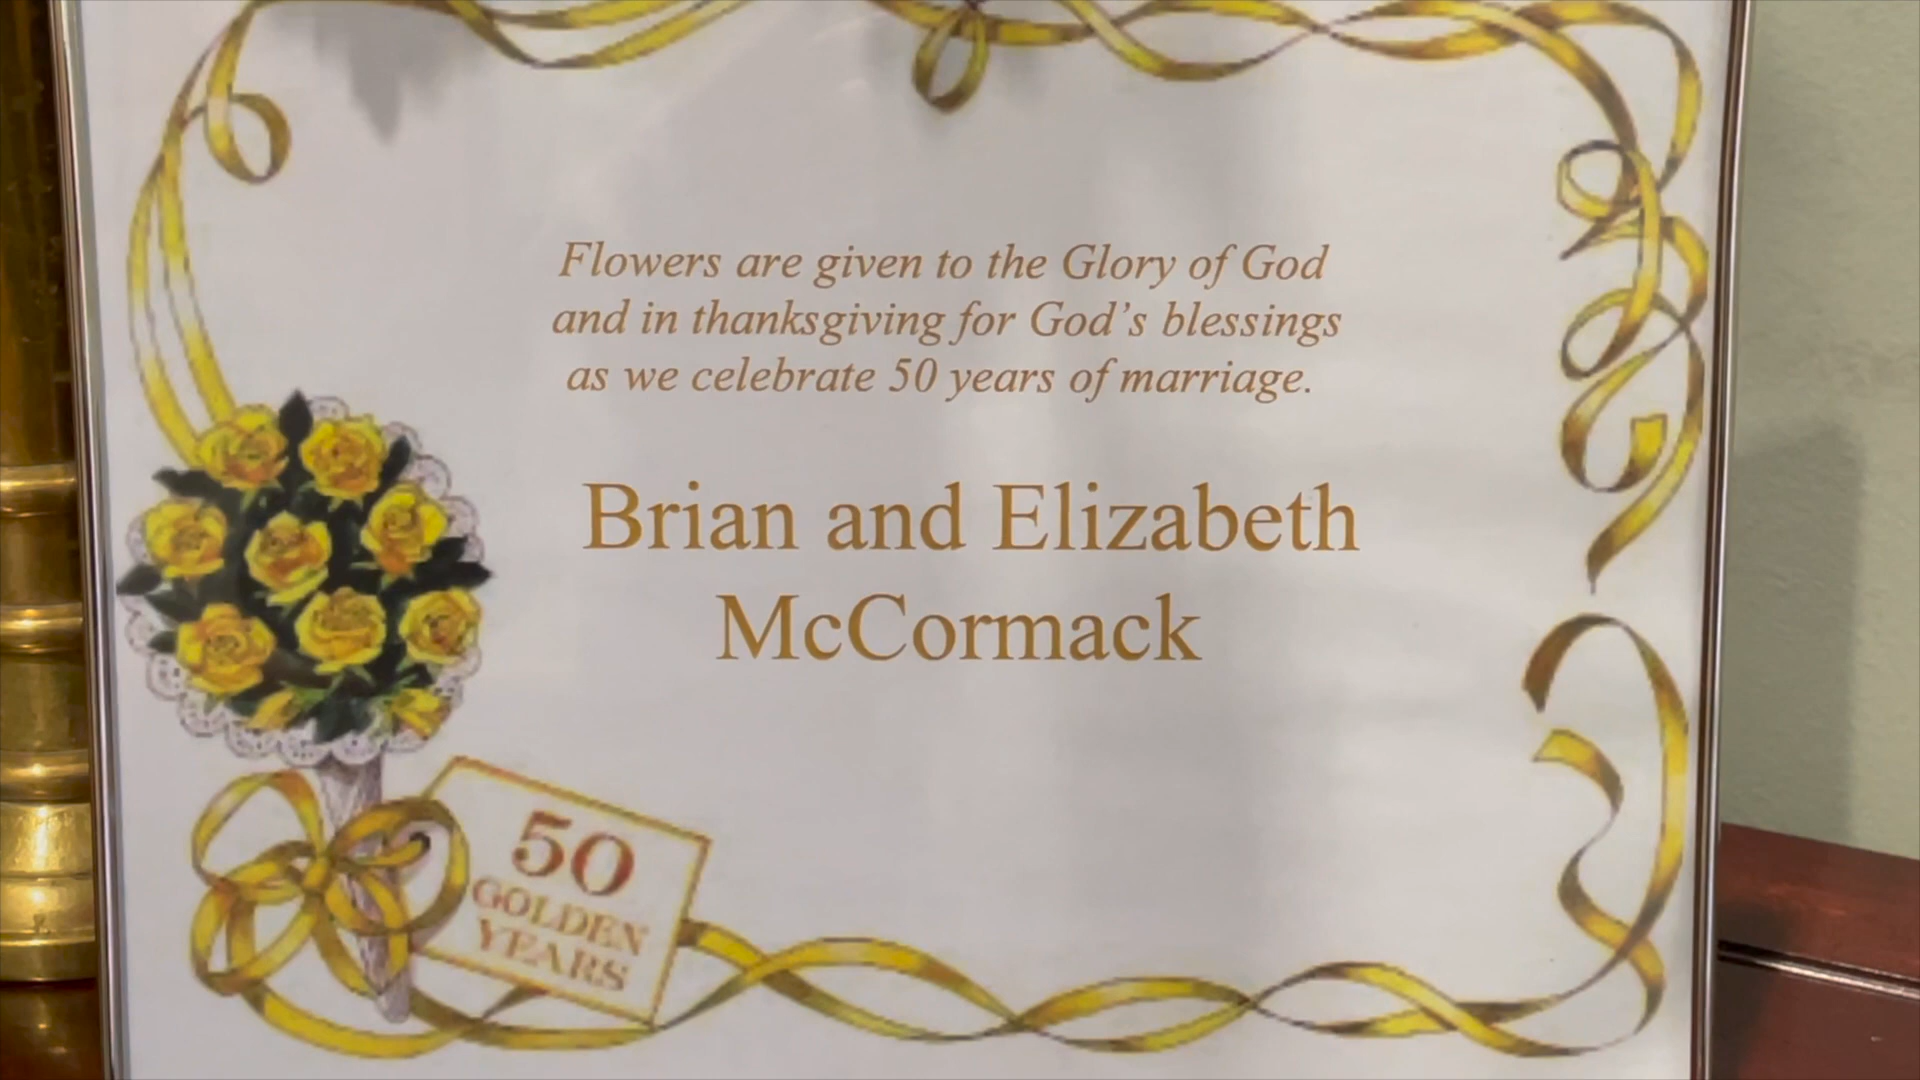 Flowers are given to the Glory of God
and in thanksgiving for God's blessings
as we celebrate 50 years of marriage.
Brian and Elizabeth
McCormack
50
GOLDEN
YEARS